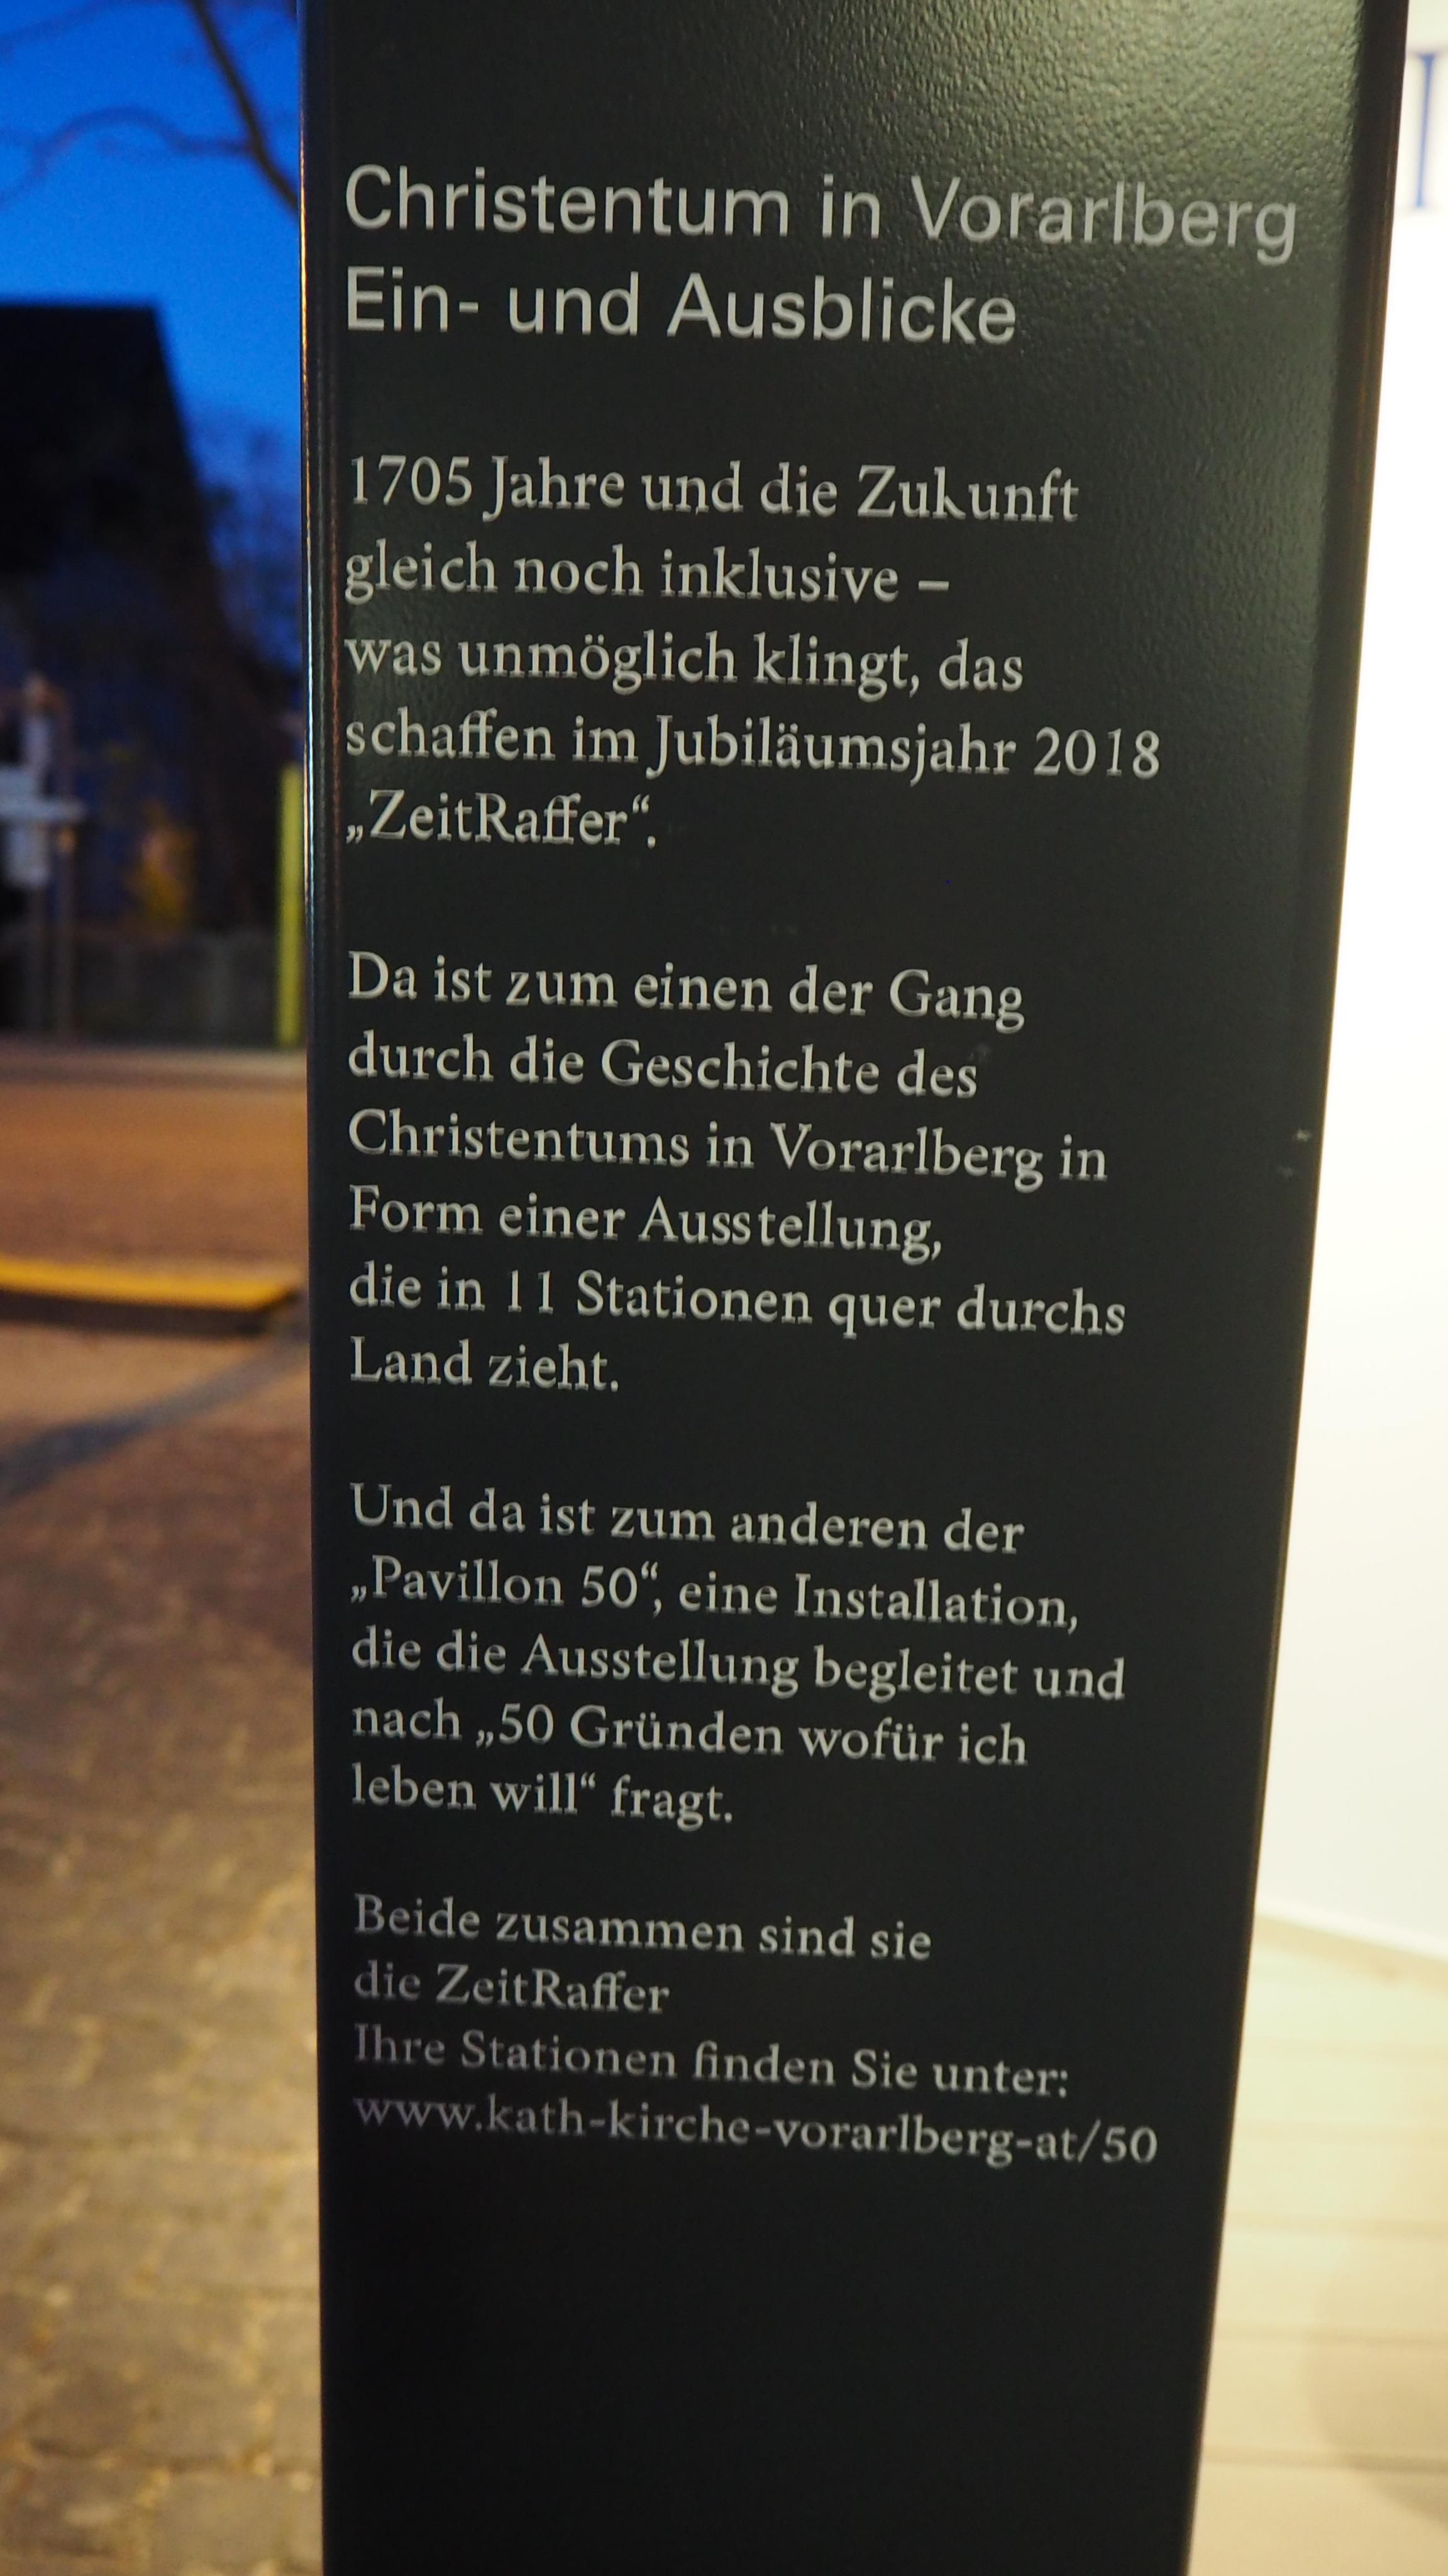 Christentum in Vorarlberg
Ein- und Ausblicke
1705 Jahre und die Zukunft
gleich noch inklusive –
was unmöglich klingt, das
schaffen im Jubiläumsjahr 2018
„ZeitRaffer“.
Da ist zum einen der Gang
durch die Geschichte des
Christentums in Vorarlberg in
Form einer Ausstellung,
die in 11 Stationen quer durchs
Land zieht.
Und da ist zum anderen der
„Pavillon 50“, eine Installation,
die die Ausstellung begleitet und
nach „50 Gründen wofür ich
leben will“ fragt.
Beide zusammen sind sie
die ZeitRaffer
Ihre Stationen finden Sie unter:
www.kath-kirche-vorarlberg-at/50